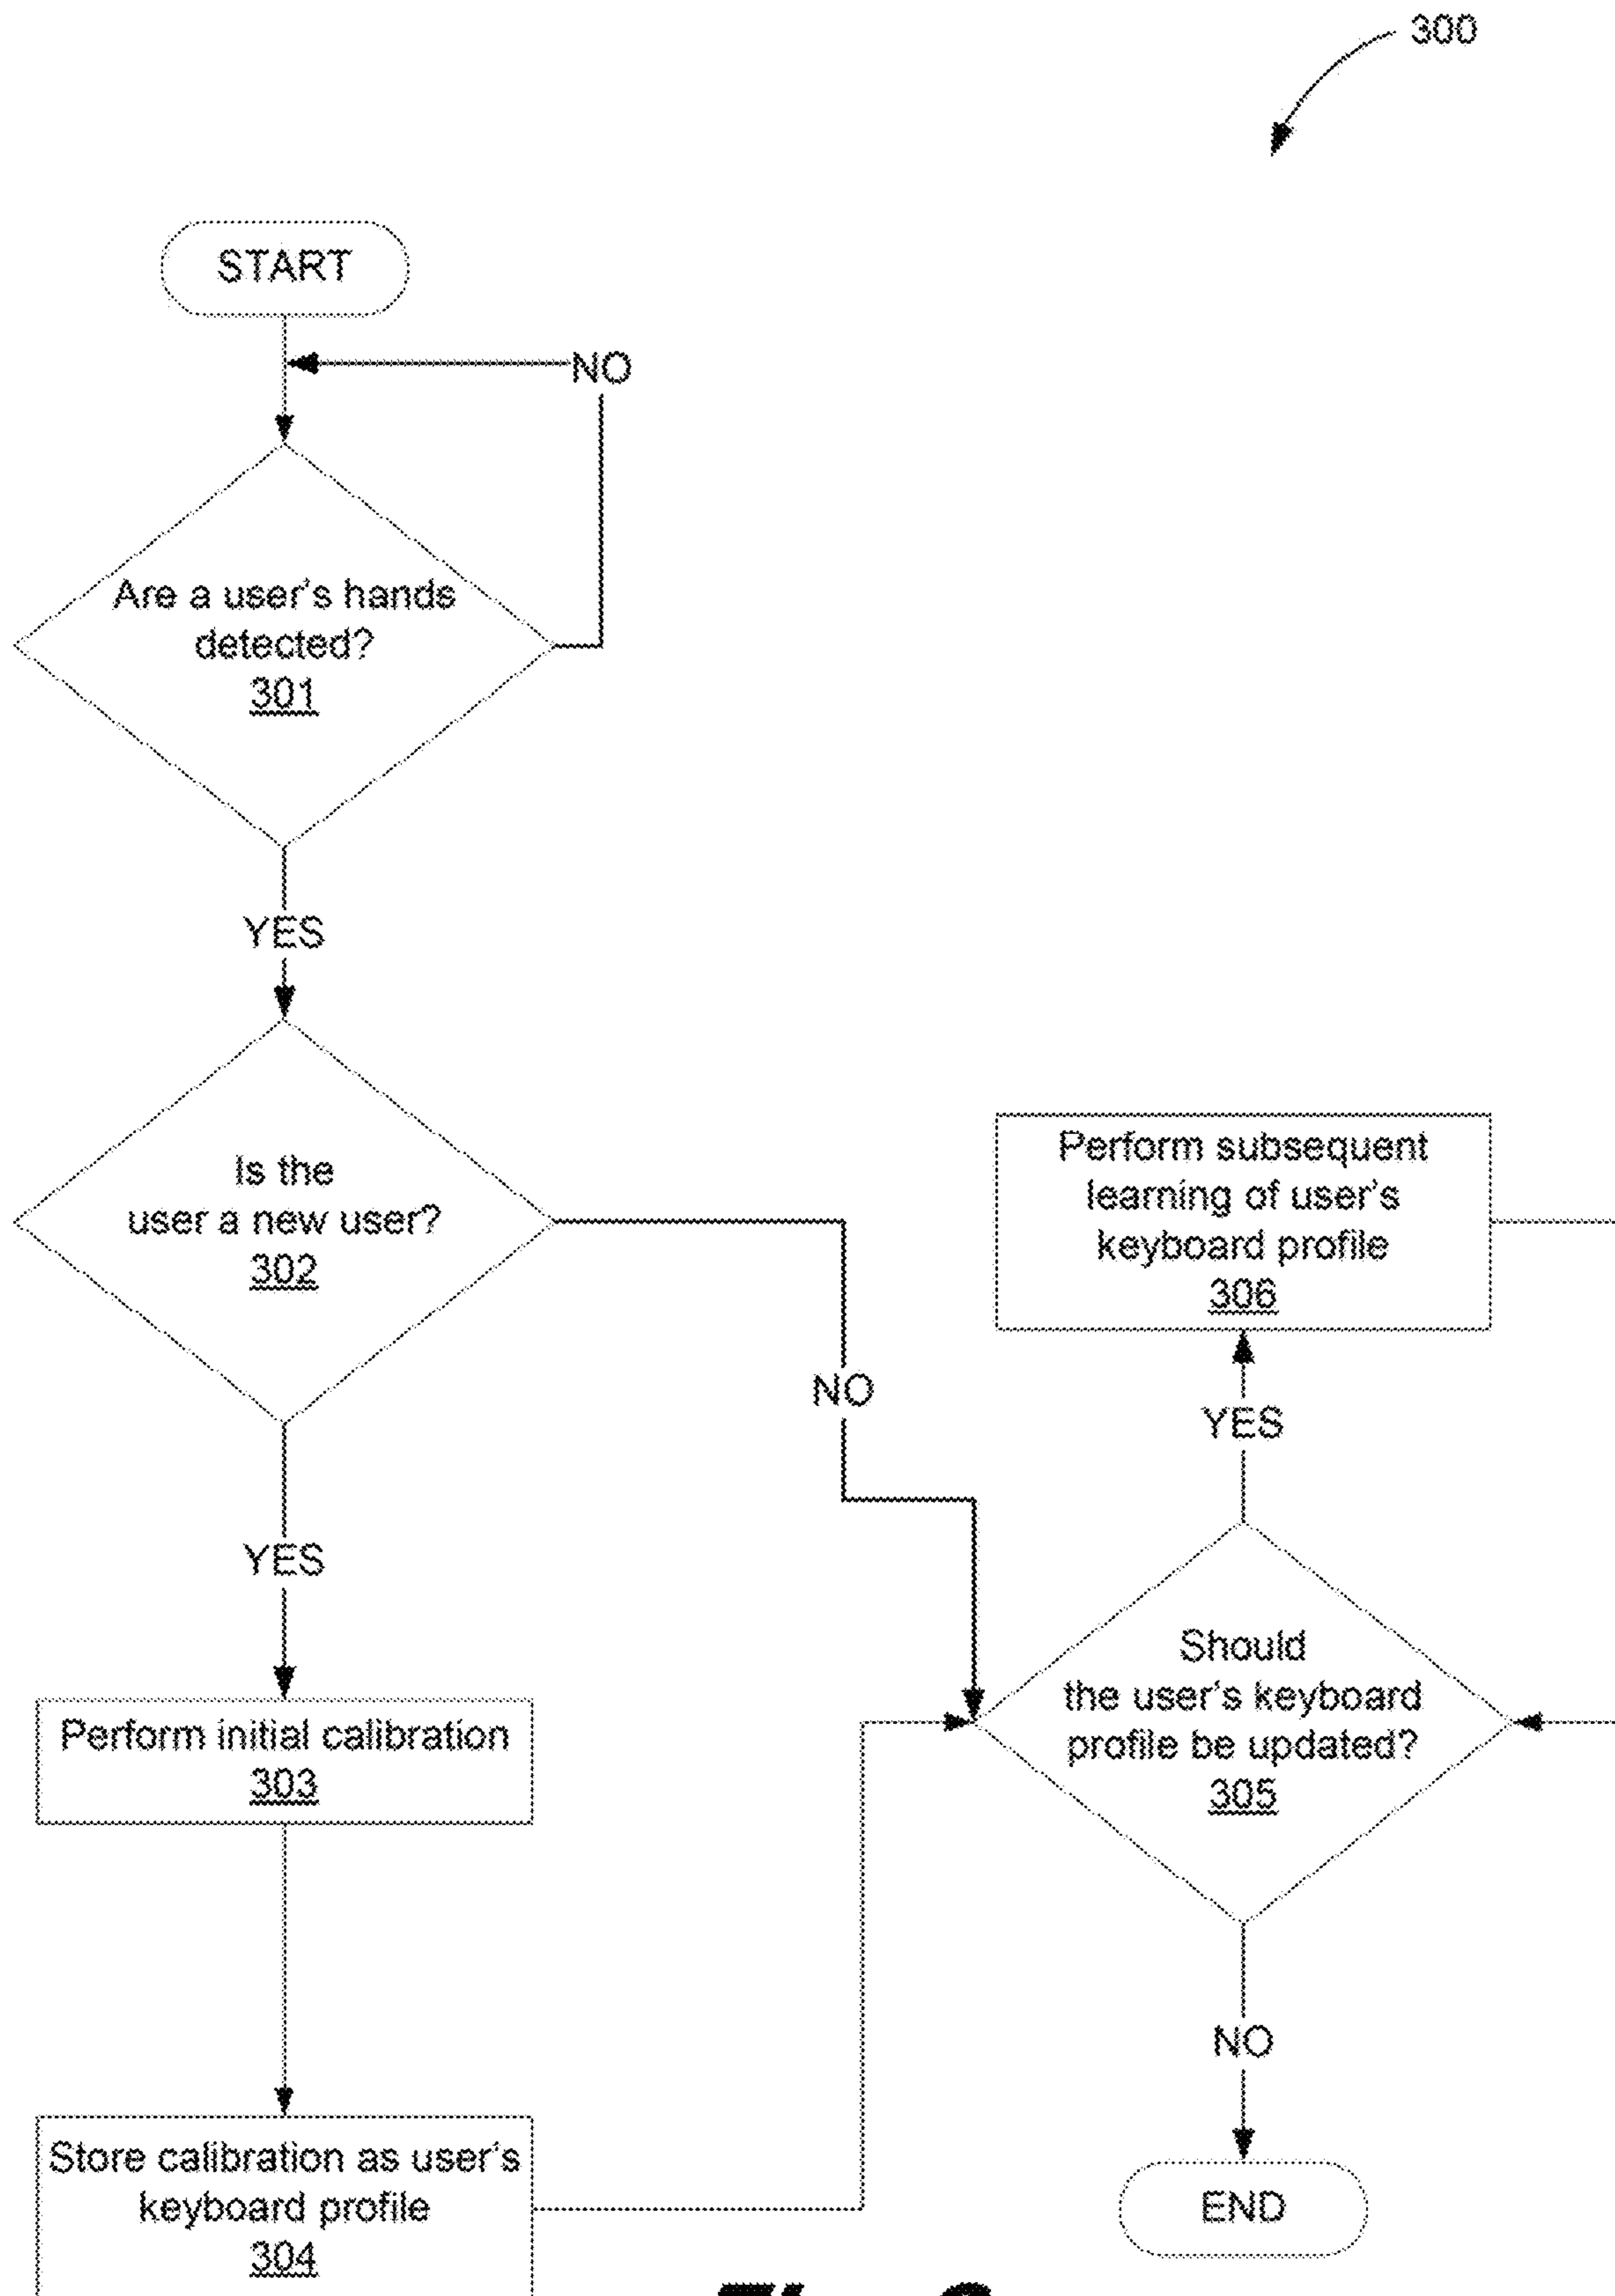 300
START
NO
Are a user's hands
detected?
301
YES
Is the
user a new user?
302
NO
YES
Perform initial calibration
303
Store calibration as user's
keyboard profile
304
Perform subsequent
learning of user's
keyboard profile
306
YES
Should
the user's keyboard
profile be updated?
305
NO
END